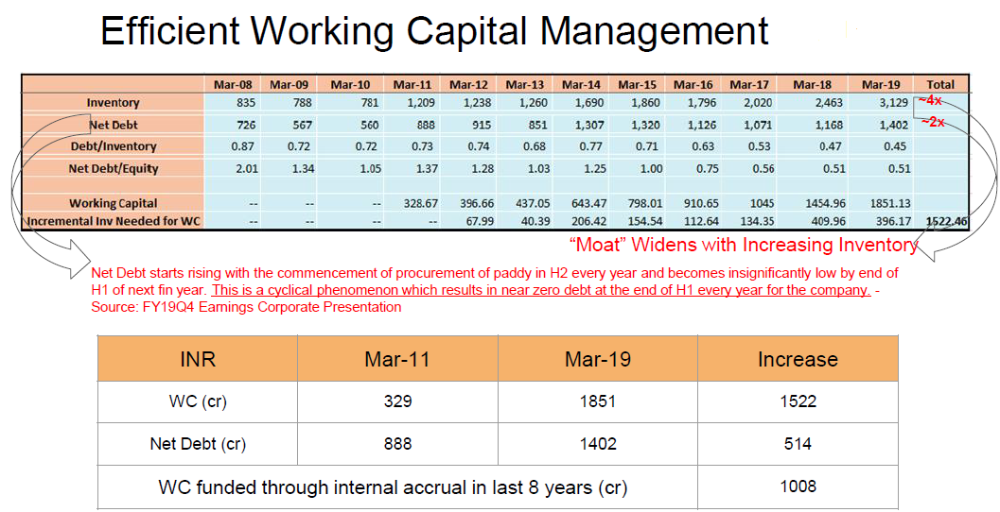 Efficient Working Capital Management
Mar-08 Mar-09 Mar-10 Mar-11 Mar-12 Mar-13 Mar-14 Mar-15 Mar-16 Mar-17 Mar-18 Mar-19 Total
Inventory 835 788 781 1,209 1,238 1,260 1,690 1,860 1,796 2,020 2,463 3,129 ~4x
Net Debt 726 567 560 888 915 851 1,307 1,320 1,126 1,071 1,168 1,402 ~2x
Debt/Inventory 0.87 0.72 0.72 0.73 0.74 0.68 0.77 0.71 0.63 0.53 0.47 0.45
Net Debt/Equity 2.01 1.34 1.05 1.37 1.28 1.03 1.25 1.00 0.75 0.56 0.51 0.51
Working Capital -- -- -- 328.67 396.66 437.05 643.47 798.01 910.65 1045 1454.96 1851.13
Incremental Inv Needed for WC -- -- -- -- 67.99 40.39 206.42 154.54 112.64 134.35 409.96 396.17 1522.46
“Moat” Widens with Increasing Inventory
Net Debt starts rising with the commencement of procurement of paddy in H2 every year and becomes insignificantly low by end of
H1 of next fin year. This is a cyclical phenomenon which results in near zero debt at the end of H1 every year for the company. -
Source: FY19Q4 Earnings Corporate Presentation
INR Mar-11 Mar-19 Increase
WC (cr) 329 1851 1522
Net Debt (cr) 888 1402 514
WC funded through internal accrual in last 8 years (cr) 1008